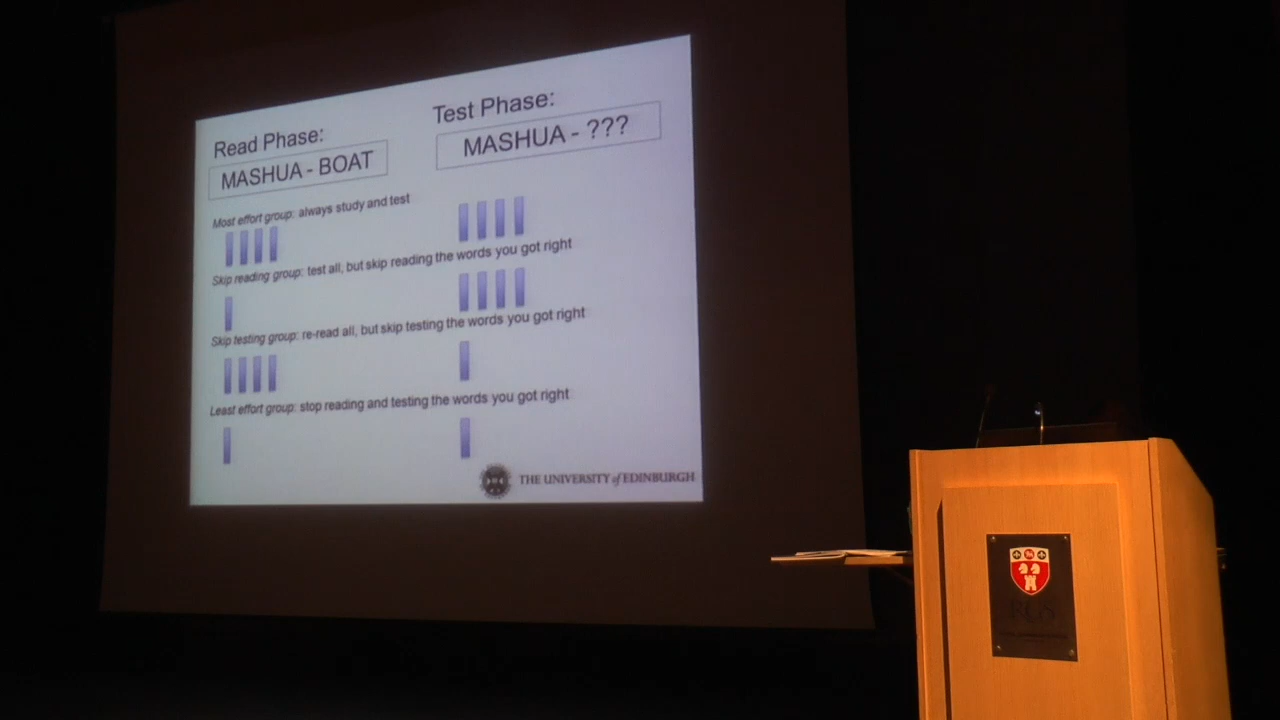 Read Phase:
MASHUA - BOAT
Test Phase:
MASHUA - ???
Most effort group: always study and test
Skip reading group: test all, but skip reading the words you got right
Skip testing group: re-read all, but skip testing the words you got right
Least effort group: stop reading and testing the words you got right
THE UNIVERSITY of EDINBURGH
RGS